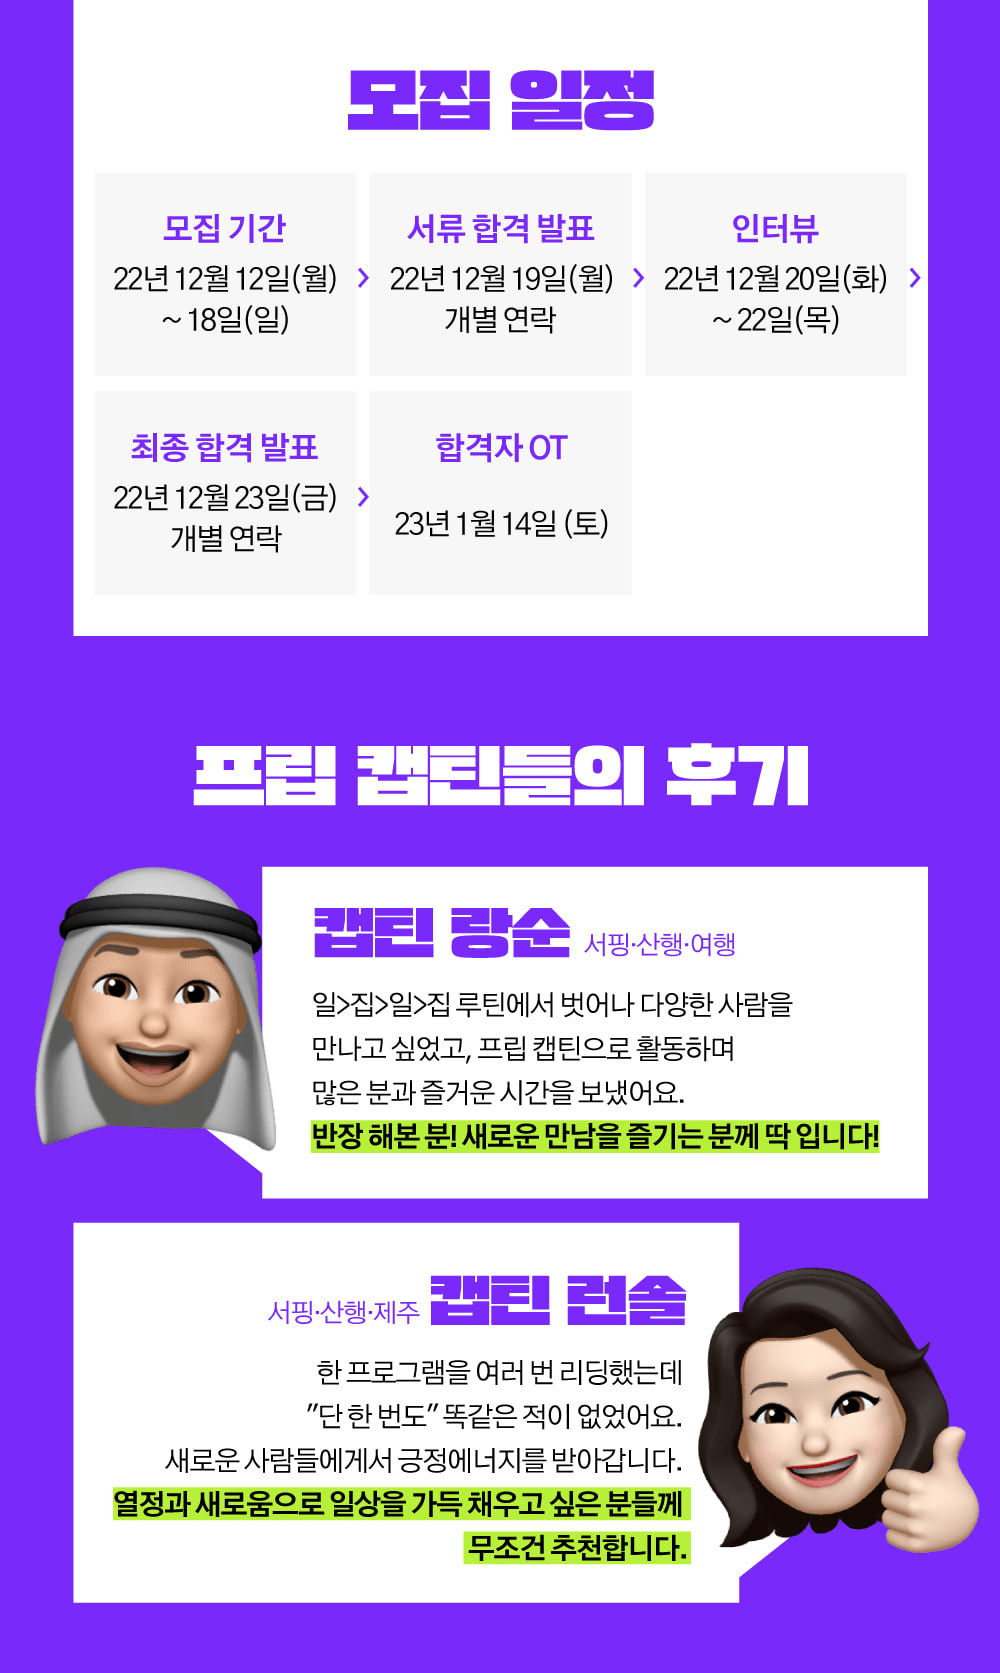 모집 일정
모집 기간
22년 12월 12일(월)
~ 18일(일)
>
서류 합격 발표
22년 12월 19일(월)
개별 연락
>
인터뷰
22년 12월 20일(화)
~ 22일(목)
>
최종 합격 발표
22년 12월 23일(금)
개별 연락
>
합격자 OT
23년 1월 14일 (토)
프립 캡틴들의 후기
캡틴 랑순 서핑·산행·여행
일>집>일>집 루틴에서 벗어나 다양한 사람을
만나고 싶었고, 프립 캡틴으로 활동하며
많은 분과 즐거운 시간을 보냈어요.
반장 해본 분! 새로운 만남을 즐기는 분께 딱 입니다!
서핑·산행·제주 캡틴 런솔
한 프로그램을 여러 번 리딩했는데
"단 한 번도" 똑같은 적이 없었어요.
새로운 사람들에게서 긍정에너지를 받아갑니다.
열정과 새로움으로 일상을 가득 채우고 싶은 분들께
무조건 추천합니다.